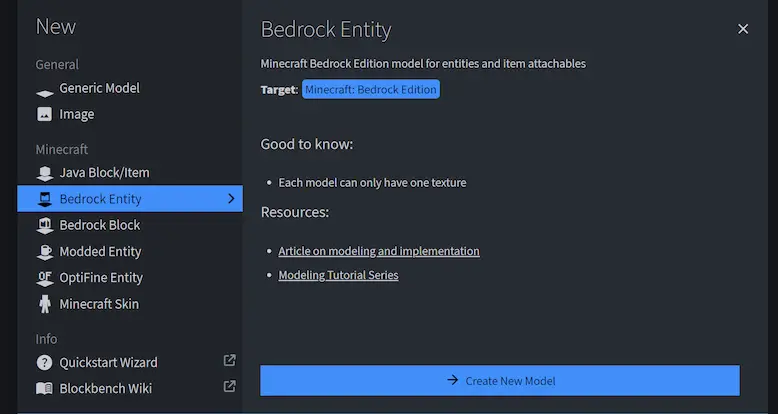 New
General
Generic Model
Image
Minecraft
Java Block/Item
Bedrock Entity
Bedrock Block
Modded Entity
OF
OptiFine Entity
Minecraft Skin
Info
Quickstart Wizard
Blockbench Wiki
Bedrock Entity
Minecraft Bedrock Edition model for entities and item attachables
Target: Minecraft: Bedrock Edition
Good to know:
• Each model can only have one texture
Resources:
• Article on modeling and implementation
• Modeling Tutorial Series
Create New Model